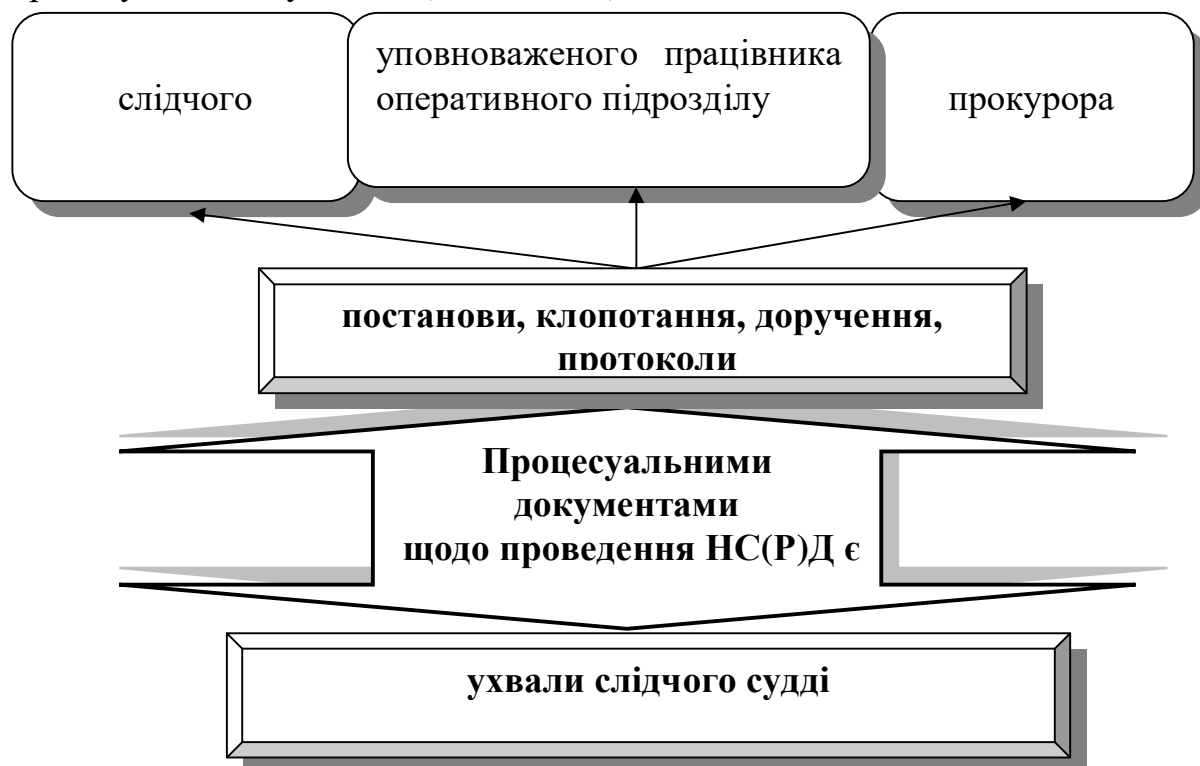 слідчого
уповноваженого працівника
оперативного підрозділу
прокурора
постанови, клопотання, доручення,
протоколи
Процесуальними
документами
щодо проведення НС(Р)Д є
ухвали слідчого судді